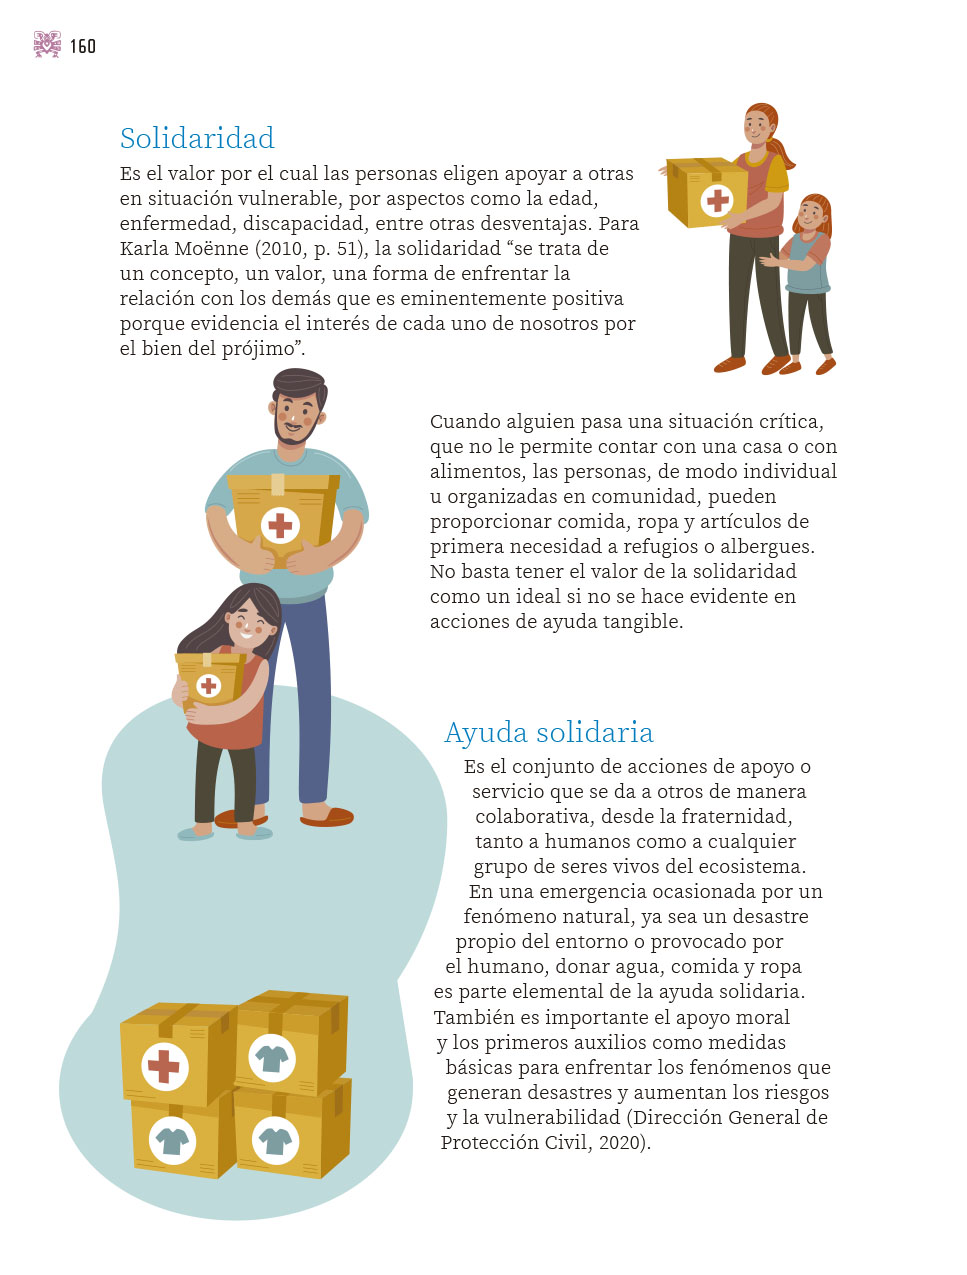 160
Solidaridad
Es el valor por el cual las personas eligen apoyar a otras
en situación vulnerable, por aspectos como la edad,
enfermedad, discapacidad, entre otras desventajas. Para
Karla Moënne (2010, p. 51), la solidaridad “se trata de
un concepto, un valor, una forma de enfrentar la
relación con los demás que es eminentemente positiva
porque evidencia el interés de cada uno de nosotros por
el bien del prójimo”.
Cuando alguien pasa una situación crítica,
que no le permite contar con una casa o con
alimentos, las personas, de modo individual
u organizadas en comunidad, pueden
proporcionar comida, ropa y artículos de
primera necesidad a refugios o albergues.
No basta tener el valor de la solidaridad
como un ideal si no se hace evidente en
acciones de ayuda tangible.
Ayuda solidaria
Es el conjunto de acciones de apoyo o
servicio que se da a otros de manera
colaborativa, desde la fraternidad,
tanto a humanos como a cualquier
grupo de seres vivos del ecosistema.
En una emergencia ocasionada por un
fenómeno natural, ya sea un desastre
propio del entorno o provocado por
el humano, donar agua, comida y ropa
es parte elemental de la ayuda solidaria.
También es importante el apoyo moral
y los primeros auxilios como medidas
básicas para enfrentar los fenómenos que
generan desastres y aumentan los riesgos
y la vulnerabilidad (Dirección General de
Protección Civil, 2020).